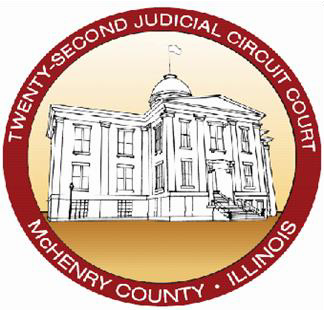 TWENTY-SECOND JUDICIAL CIRCUIT COURT
McHENRY COUNTY · ILLINOIS